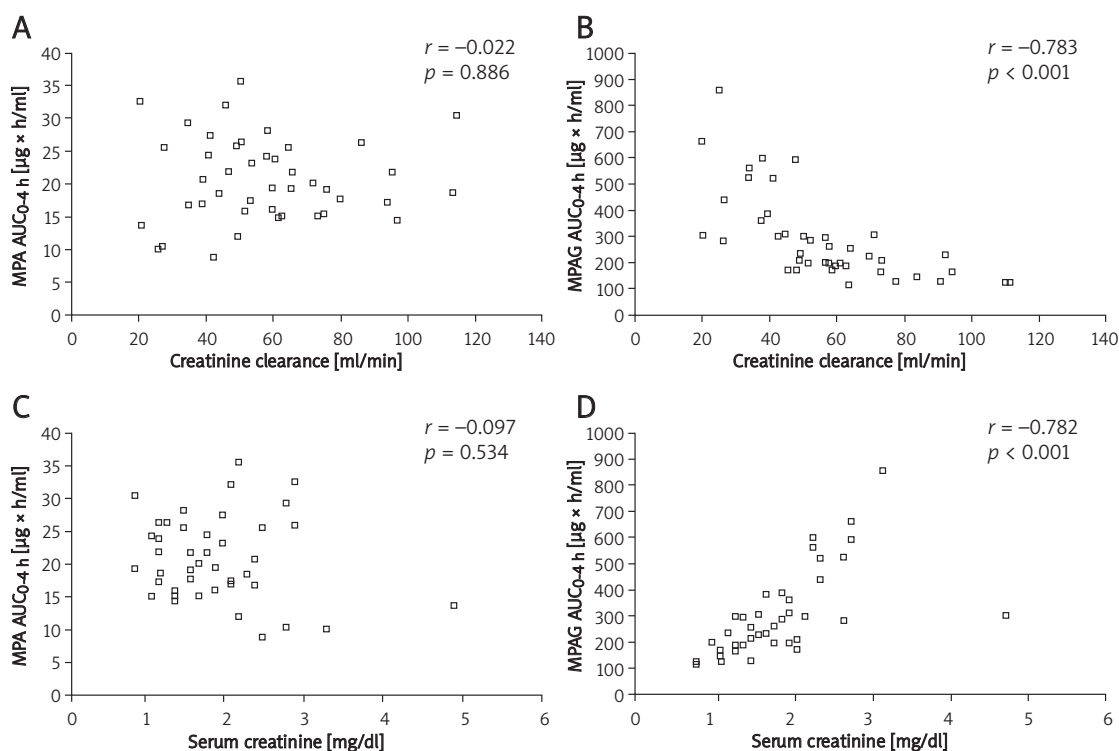 A
r = –0.022
p = 0.886
MPA AUC0-4 h [µg × h/ml]
40
35
30
25
20
15
10
5
0
0 20 40 60 80 100 120 140
Creatinine clearance [ml/min]
B
r = –0.783
p < 0.001
MPAG AUC0-4 h [µg × h/ml]
1000
900
800
700
600
500
400
300
200
100
0
0 20 40 60 80 100 120 140
Creatinine clearance [ml/min]
C
r = –0.097
p = 0.534
MPA AUC0-4 h [µg × h/ml]
40
35
30
25
20
15
10
5
0
0 1 2 3 4 5 6
Serum creatinine [mg/dl]
D
r = –0.782
p < 0.001
MPAG AUC0-4 h [µg × h/ml]
1000
900
800
700
600
500
400
300
200
100
0
0 1 2 3 4 5 6
Serum creatinine [mg/dl]